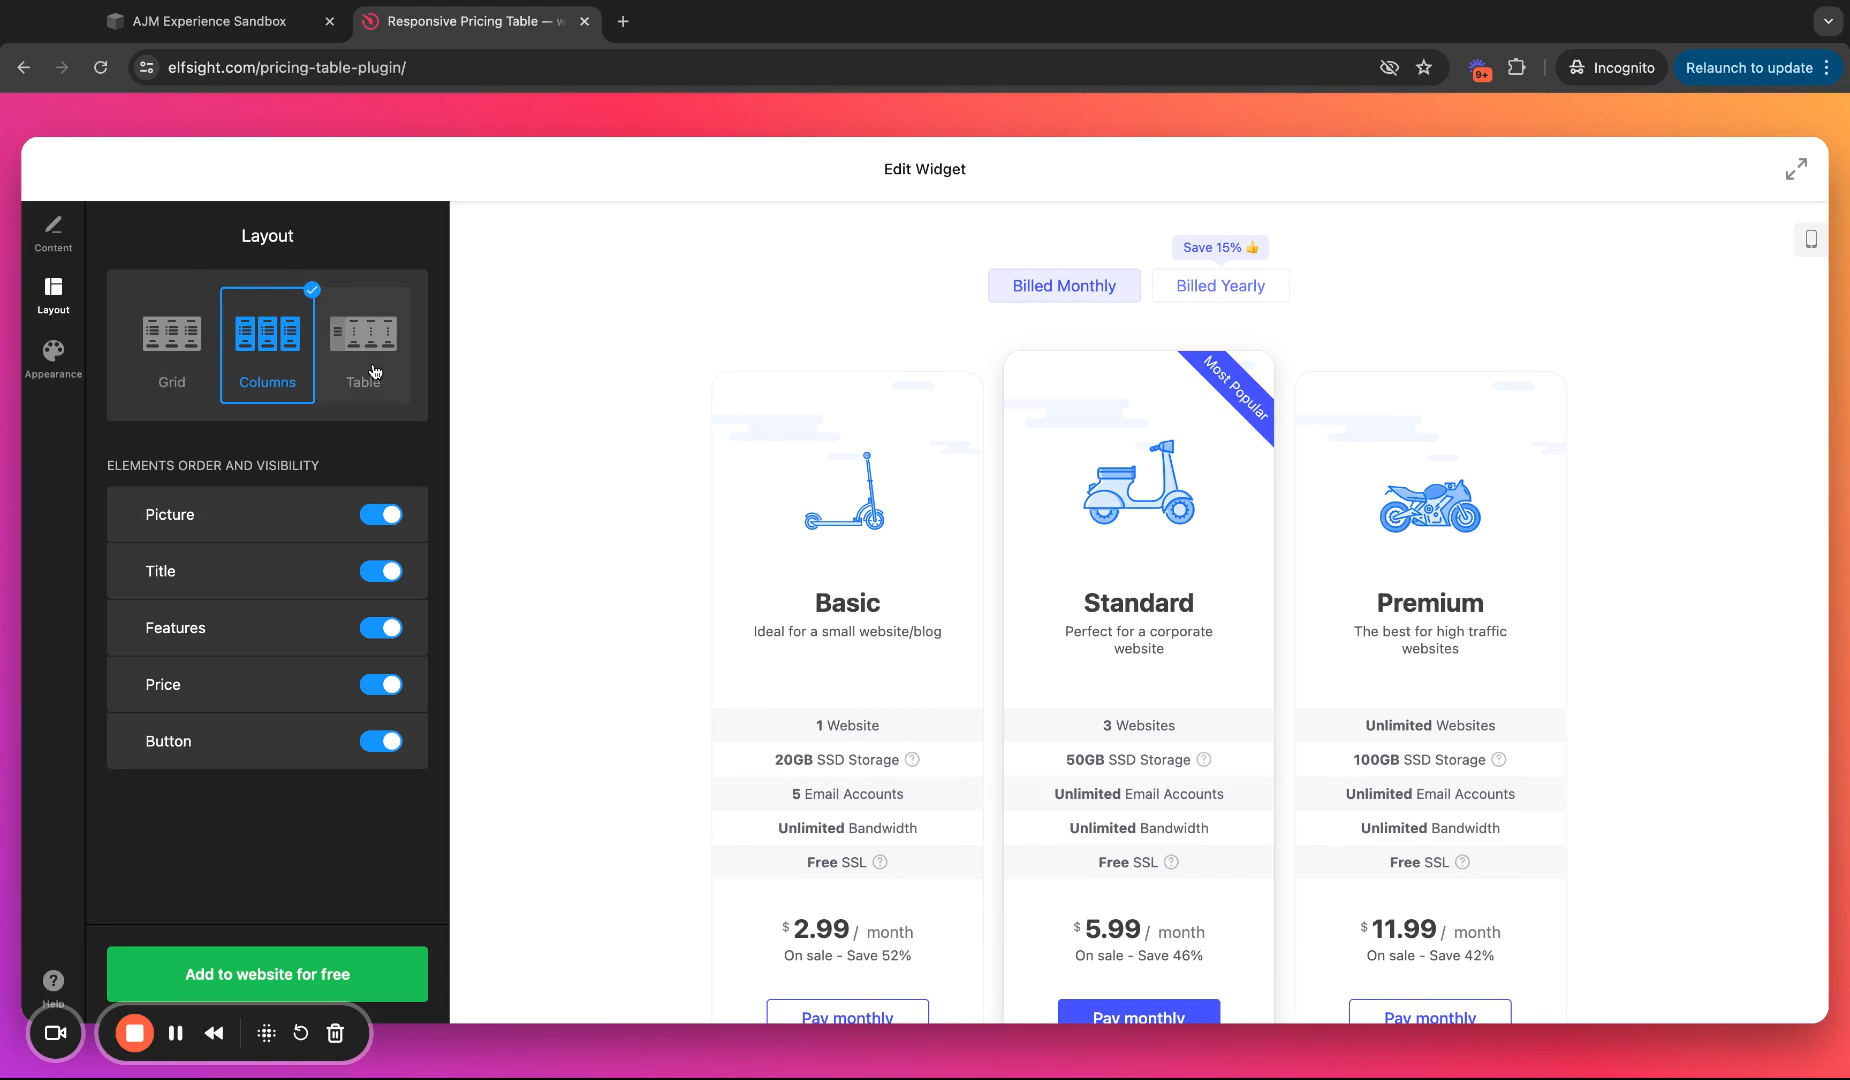 AJM Experience Sandbox
Responsive Pricing Table — w
elfsight.com/pricing-table-plugin/
9+
Incognito
Relaunch to update
Edit Widget
Content
Layout
Appearance
Help
Layout
Grid
Columns
Table
ELEMENTS ORDER AND VISIBILITY
Picture
Title
Features
Price
Button
Add to website for free
Save 15% 👍
Billed Monthly
Billed Yearly
Basic
Ideal for a small website/blog
1 Website
20GB SSD Storage
5 Email Accounts
Unlimited Bandwidth
Free SSL
$ 2.99 / month
On sale - Save 52%
Pay monthly
Most Popular
Standard
Perfect for a corporate
website
3 Websites
50GB SSD Storage
Unlimited Email Accounts
Unlimited Bandwidth
Free SSL
$ 5.99 / month
On sale - Save 46%
Pay monthly
Premium
The best for high traffic
websites
Unlimited Websites
100GB SSD Storage
Unlimited Email Accounts
Unlimited Bandwidth
Free SSL
$ 11.99 / month
On sale - Save 42%
Pay monthly